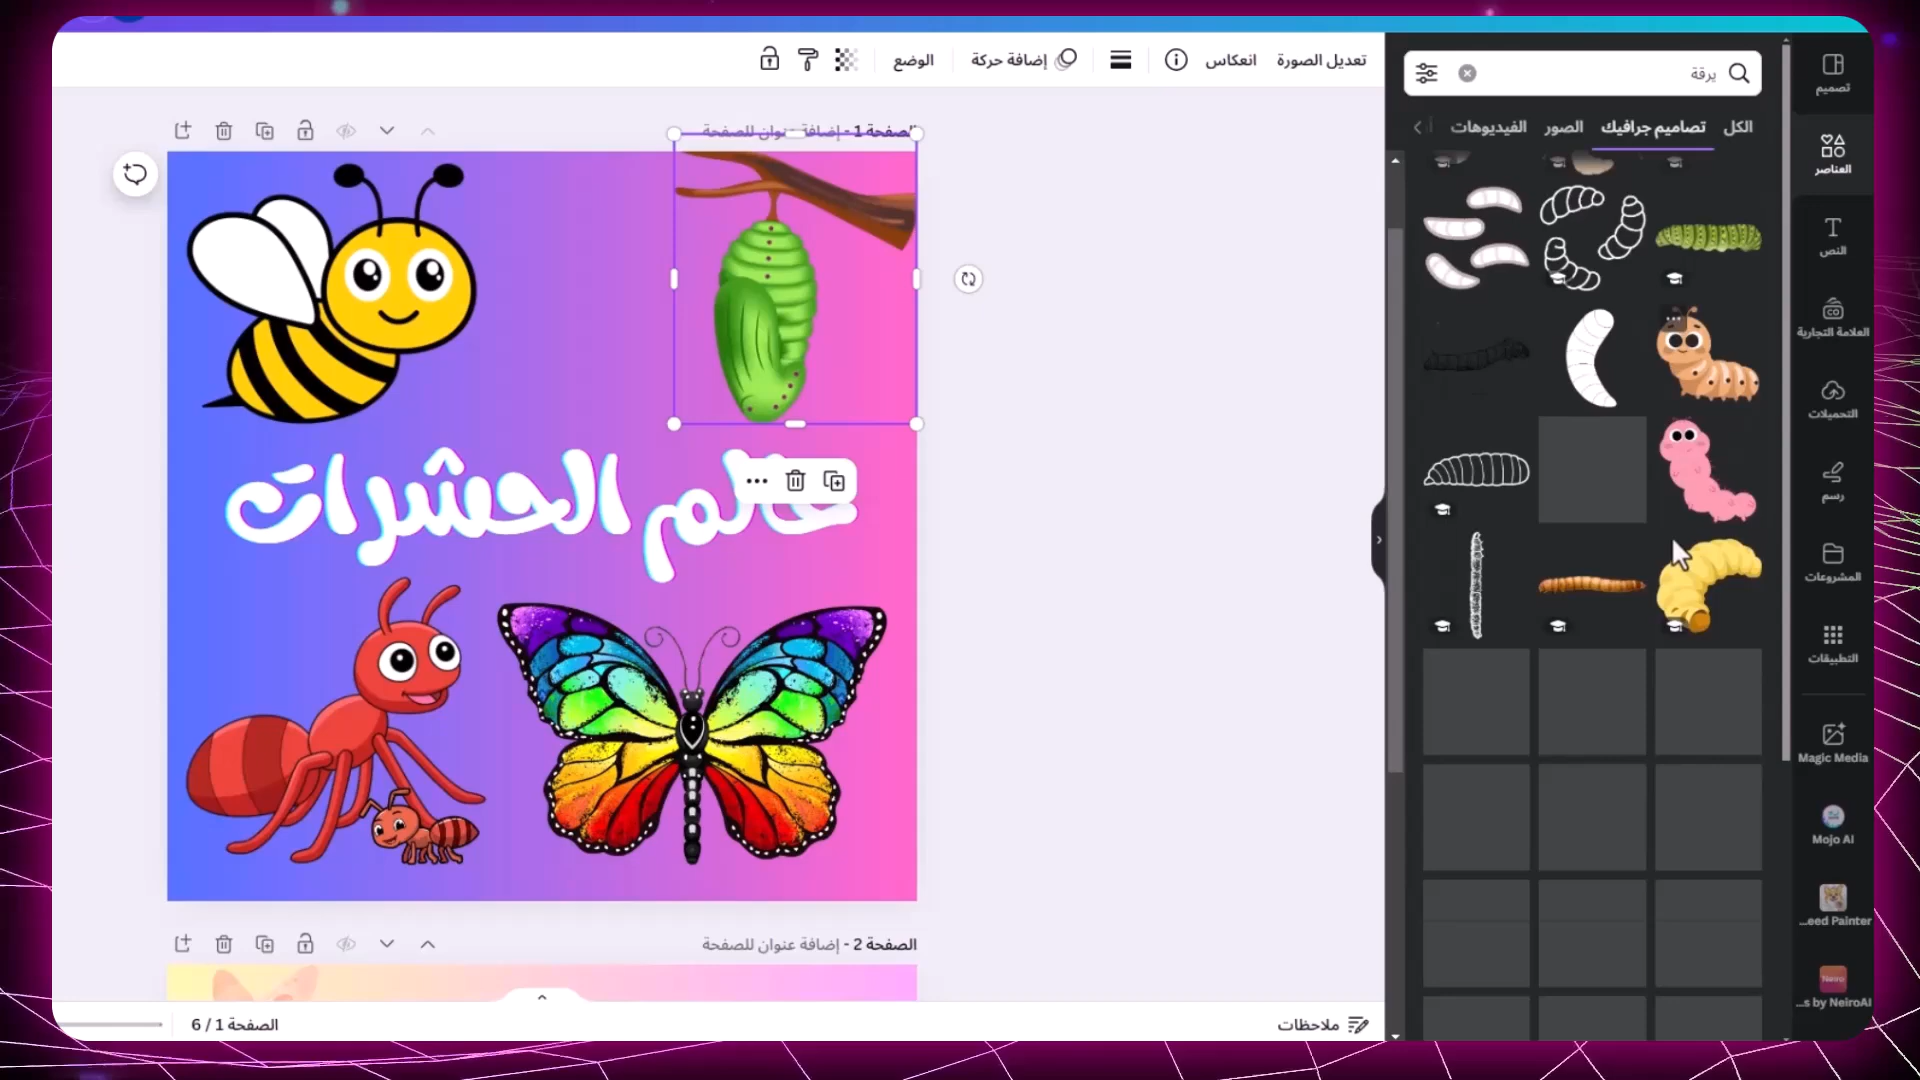 تعديل الصورة
انعكاس
إضافة حركة
الوضع
يرقة
الكل
تصاميم جرافيك
الصور
الفيديوهات
تصميم
العناصر
النص
العلامة التجارية
التحميلات
رسم
المشروعات
التطبيقات
Magic Media
Mojo AI
...eed Painter
Neiro
...s by NeiroAI
الصفحة 1 - إضافة عنوان للصفحة
عالم الحشرات
الصفحة 2 - إضافة عنوان للصفحة
ملاحظات
الصفحة 1 / 6